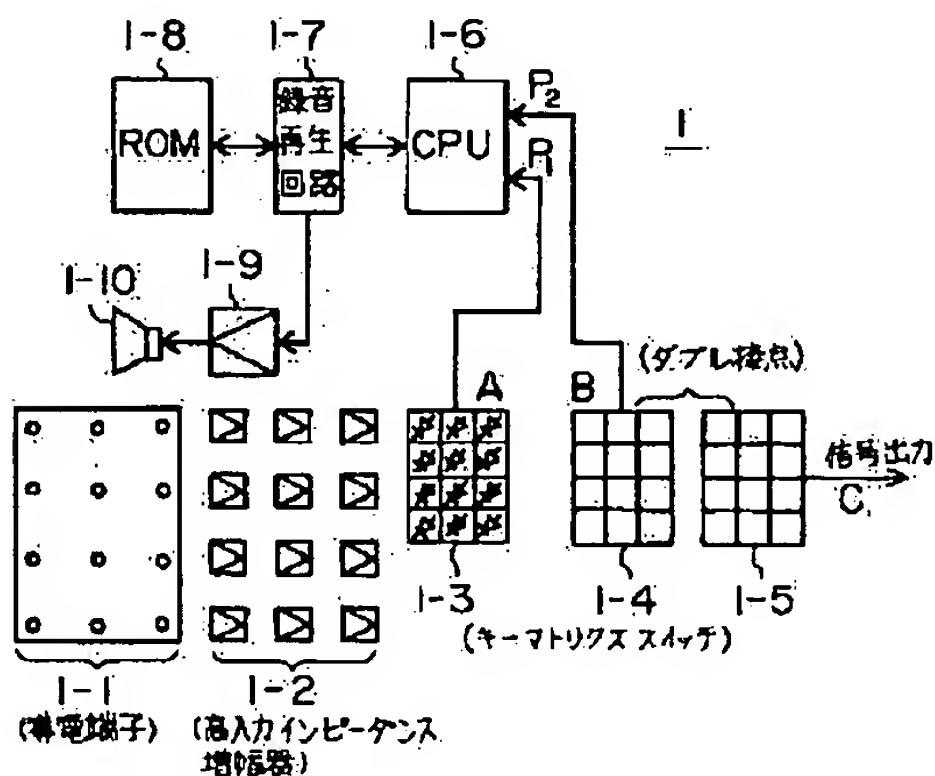 1-8
1-7
1-6
ROM
録音
再生
回路
CPU
P2
P1
1
1-10
1-9
(ダブル接点)
A
B
信号出力
C
1-3
1-4
1-5
(キーマトリクススイッチ)
1-1
1-2
(導電端子)
(高入力インピーダンス
増幅器)